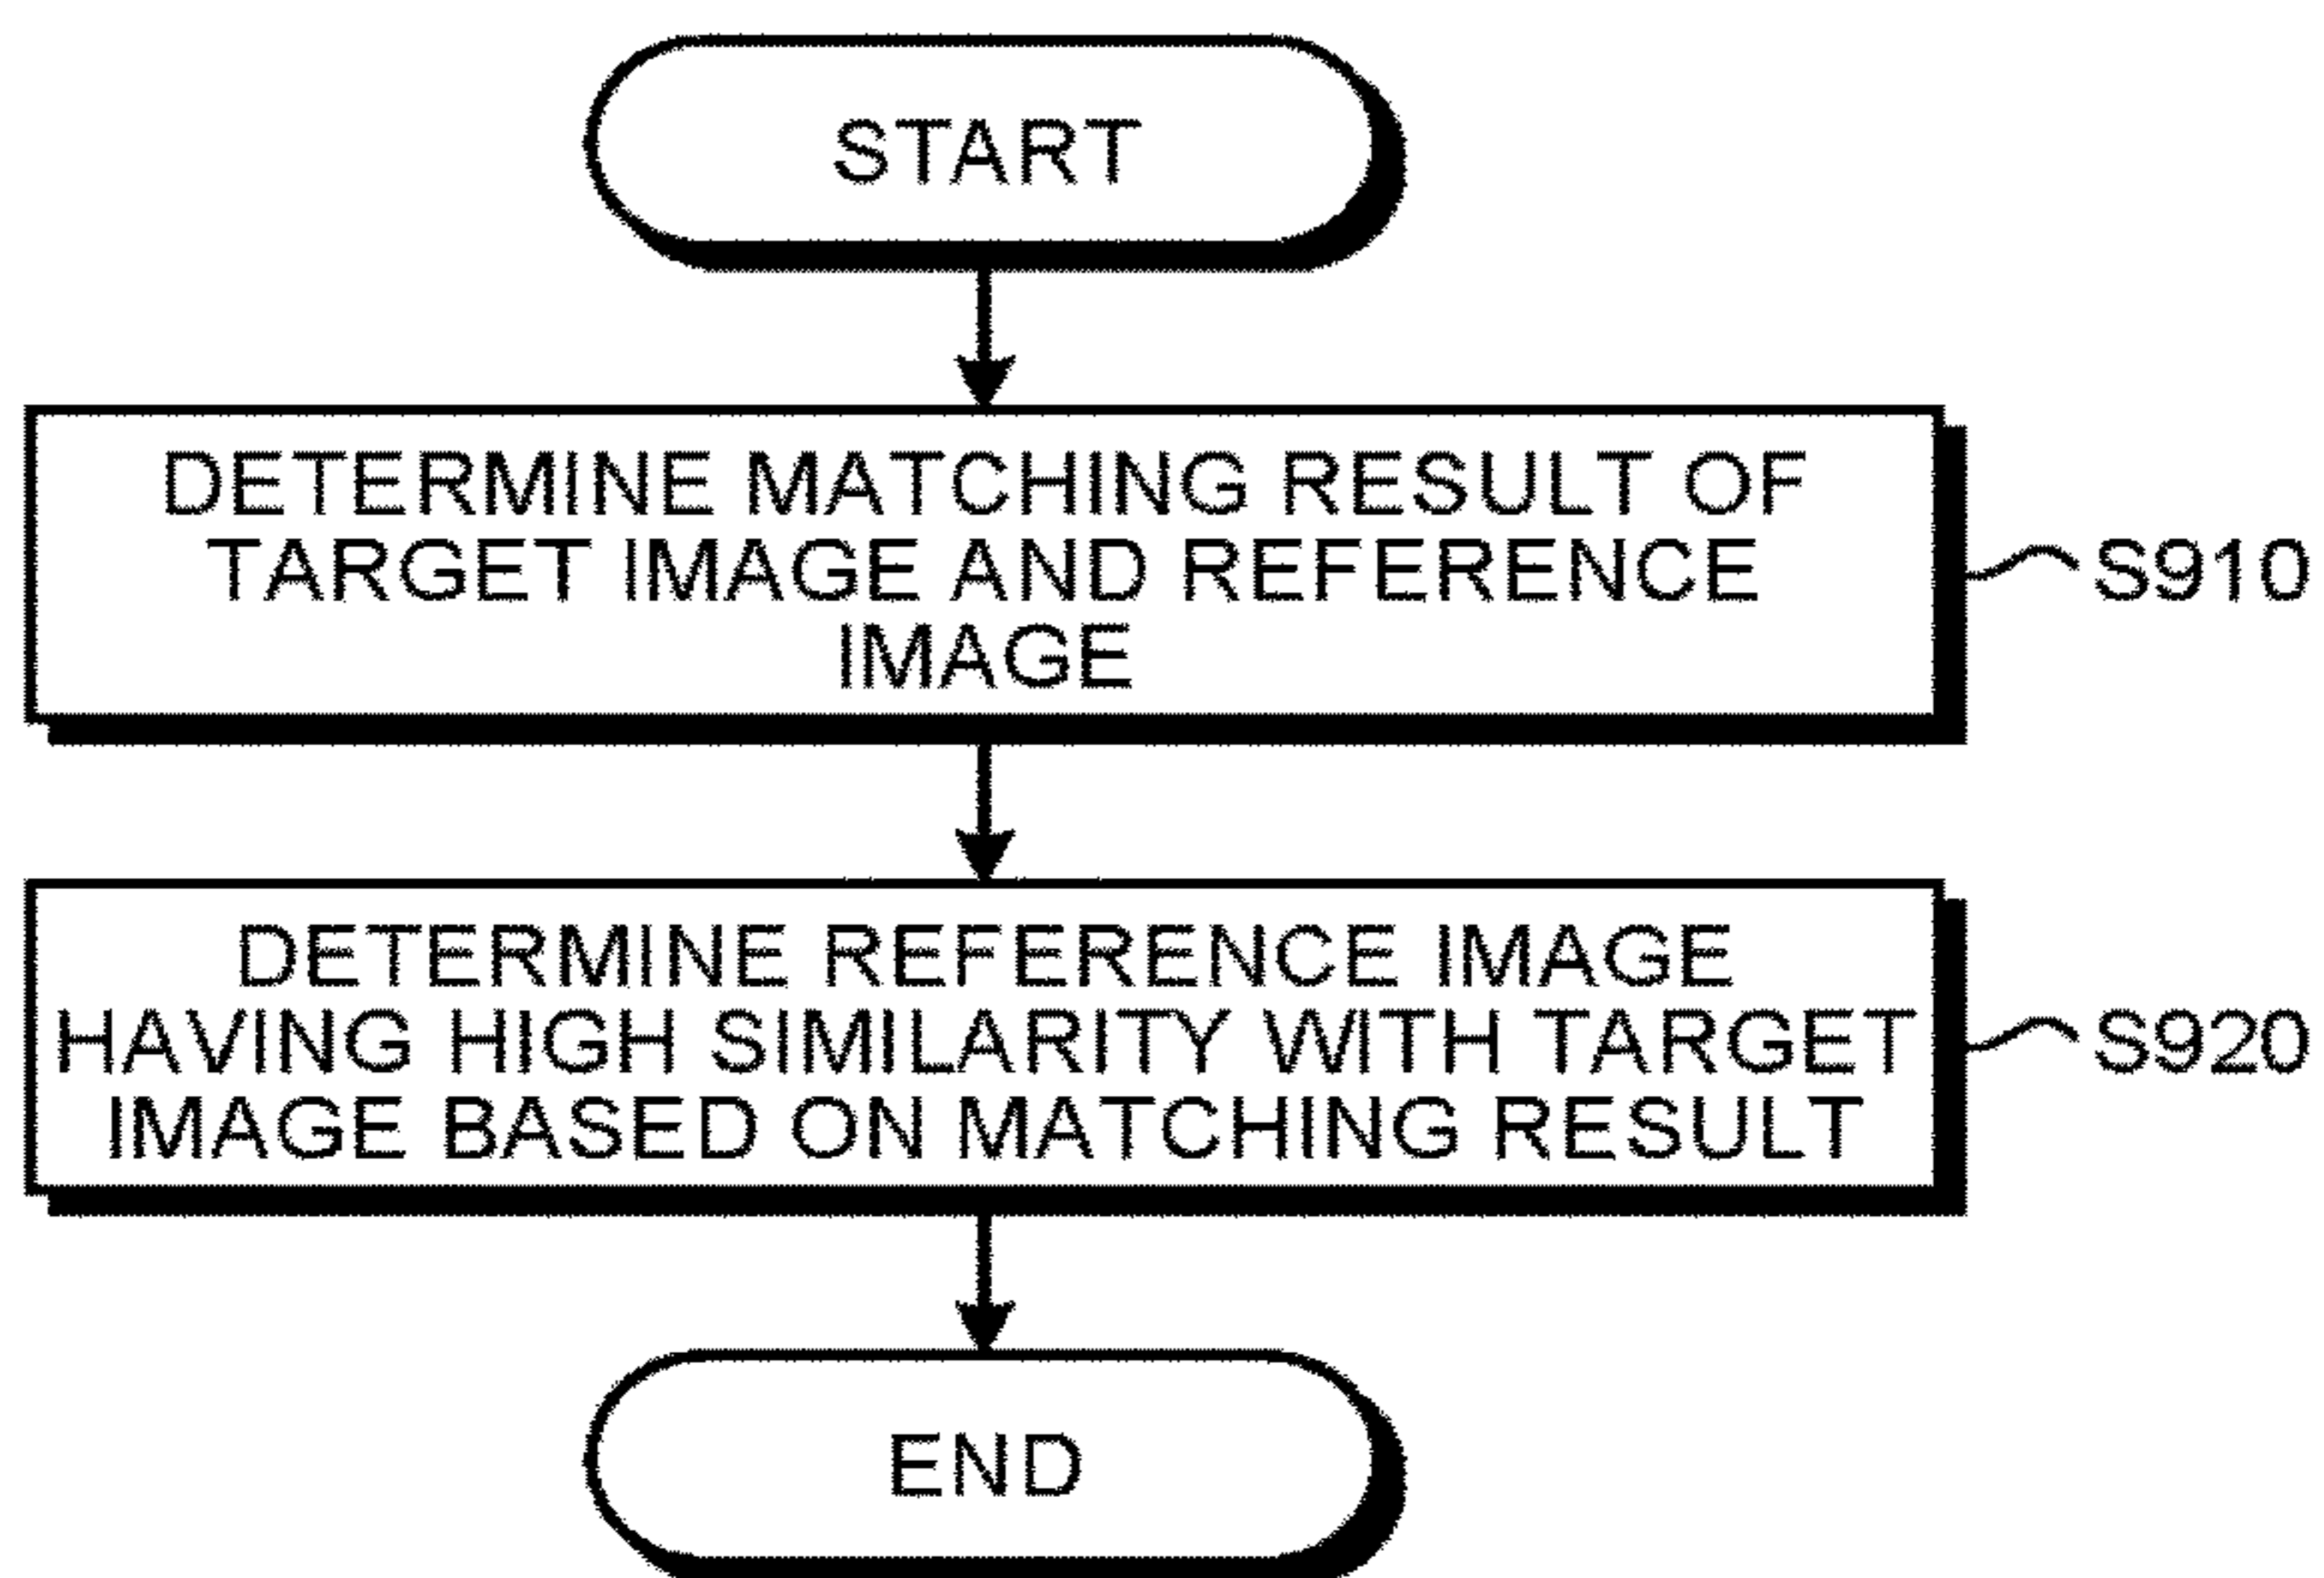 START
DETERMINE MATCHING RESULT OF
TARGET IMAGE AND REFERENCE
IMAGE
S910
DETERMINE REFERENCE IMAGE
HAVING HIGH SIMILARITY WITH TARGET
IMAGE BASED ON MATCHING RESULT
S920
END